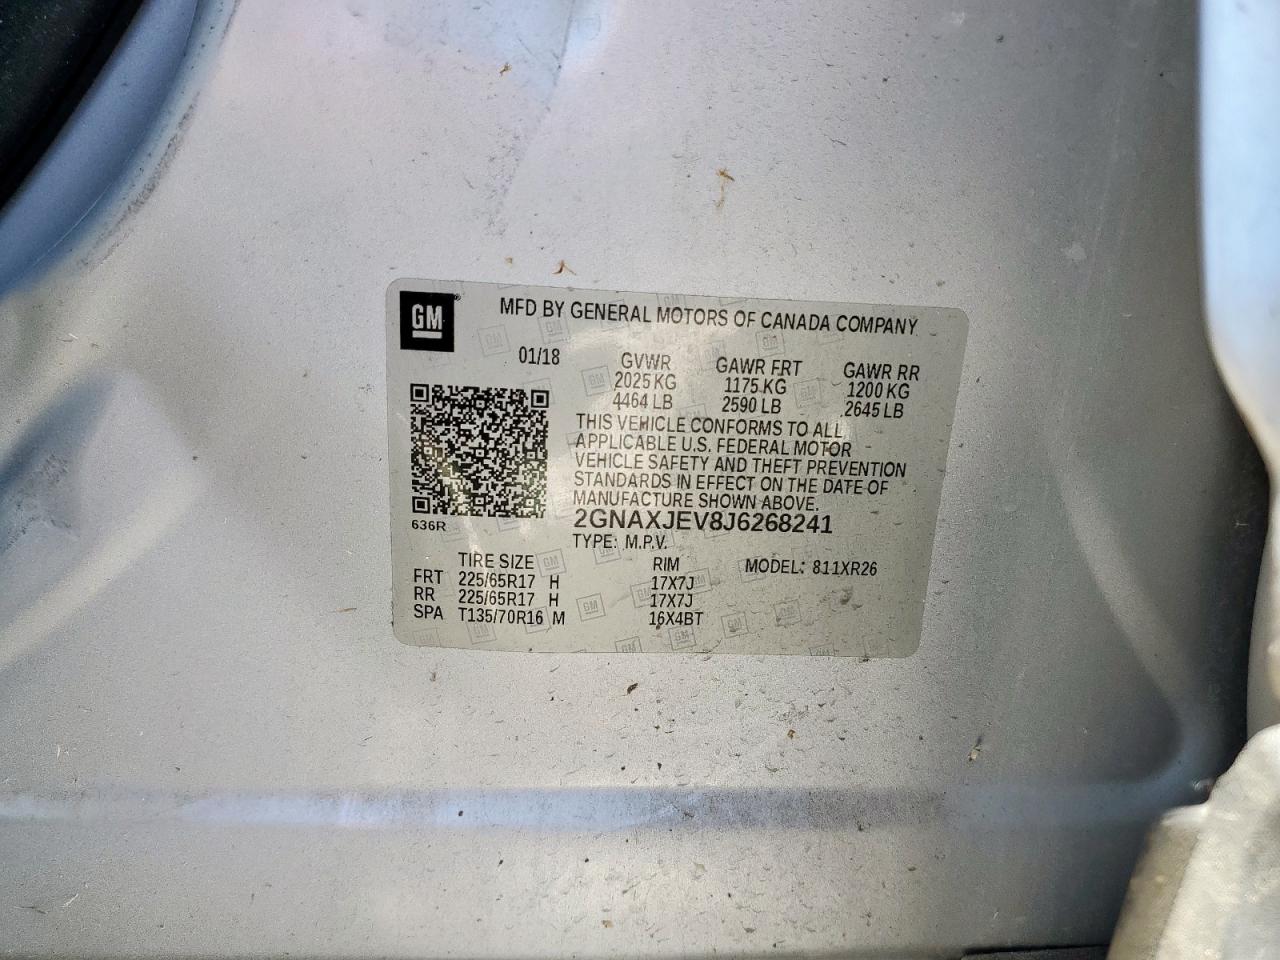 GM
MFD BY GENERAL MOTORS OF CANADA COMPANY
01/18 GVWR GAWR FRT GAWR RR
2025 KG 1175 KG 1200 KG
4464 LB 2590 LB 2645 LB
THIS VEHICLE CONFORMS TO ALL
APPLICABLE U.S. FEDERAL MOTOR
VEHICLE SAFETY AND THEFT PREVENTION
STANDARDS IN EFFECT ON THE DATE OF
MANUFACTURE SHOWN ABOVE.
636R 2GNAXJEV8J6268241
TYPE: M.P.V.
TIRE SIZE RIM MODEL: 811XR26
FRT 225/65R17 H 17X7J
RR 225/65R17 H 17X7J
SPA T135/70R16 M 16X4BT